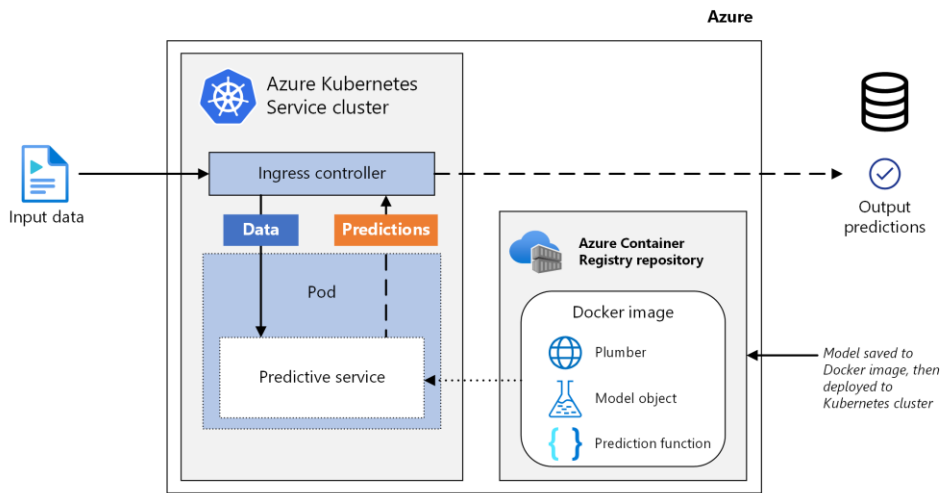 Azure
Azure Kubernetes
Service cluster
Input data
Ingress controller
Data
Predictions
Output
predictions
Pod
Predictive service
Azure Container
Registry repository
Docker image
Plumber
Model object
{ } Prediction function
Model saved to
Docker image, then
deployed to
Kubernetes cluster